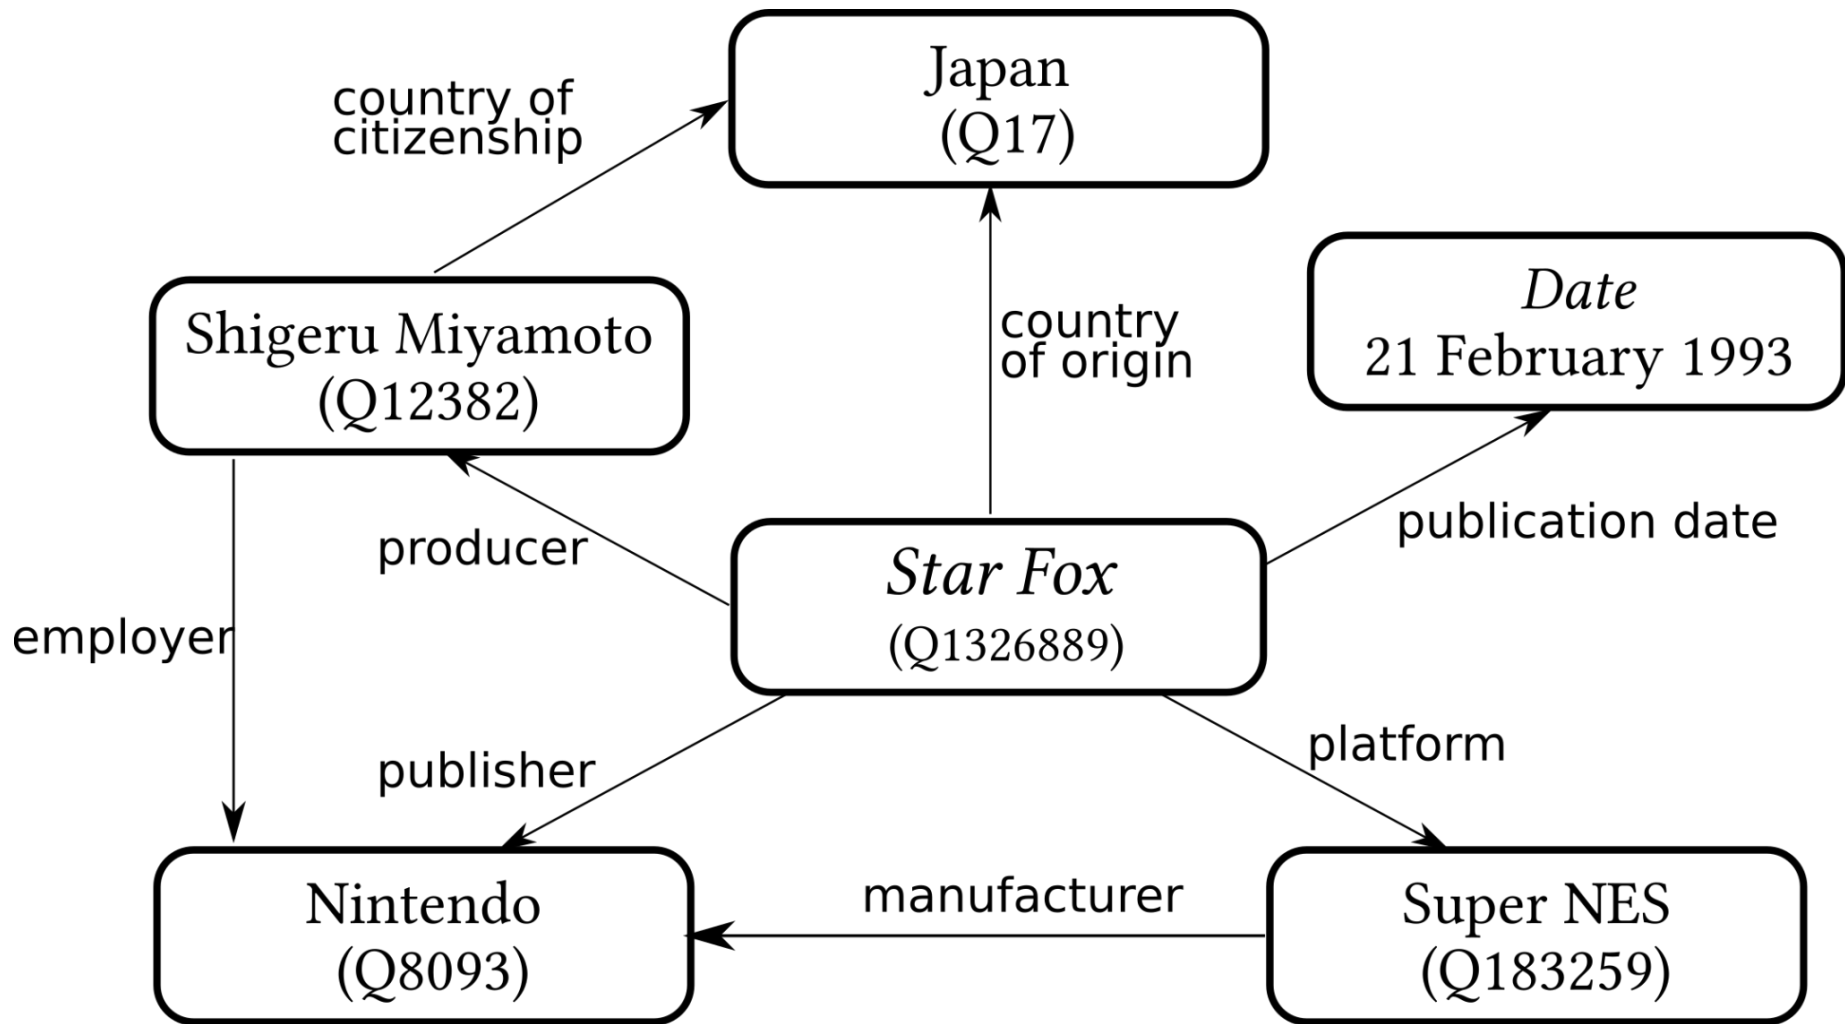 Japan
(Q17)
country of
citizenship
Date
21 February 1993
Shigeru Miyamoto
(Q12382)
country
of origin
publication date
producer
Star Fox
(Q1326889)
employer
publisher
platform
Nintendo
(Q8093)
manufacturer
Super NES
(Q183259)